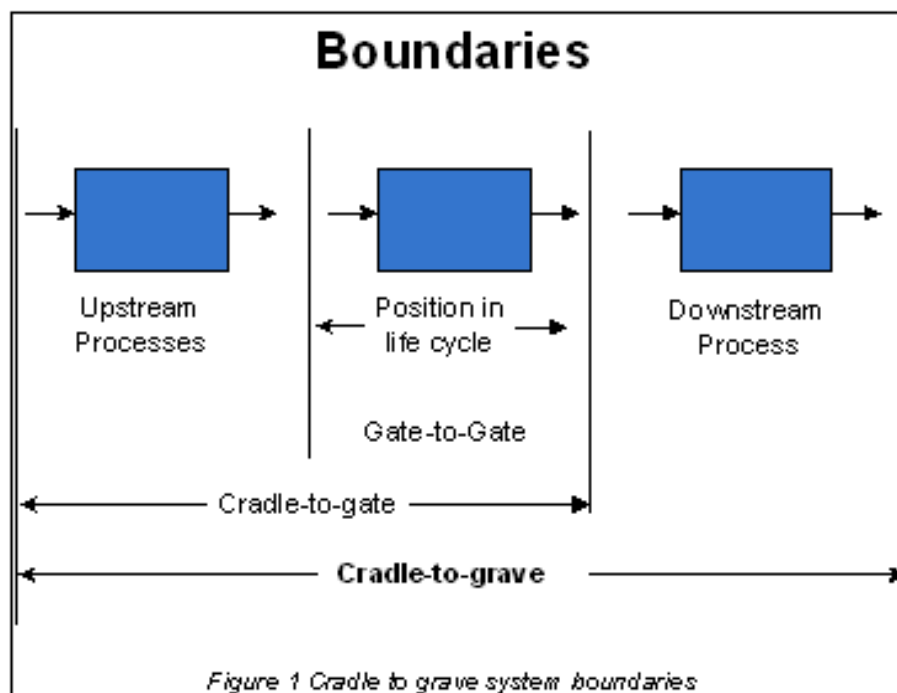 Boundaries
Upstream
Processes
Position in
life cycle
Downstream
Process
Gate-to-Gate
Cradle-to-gate
Cradle-to-grave
Figure 1 Cradle to grave system boundaries